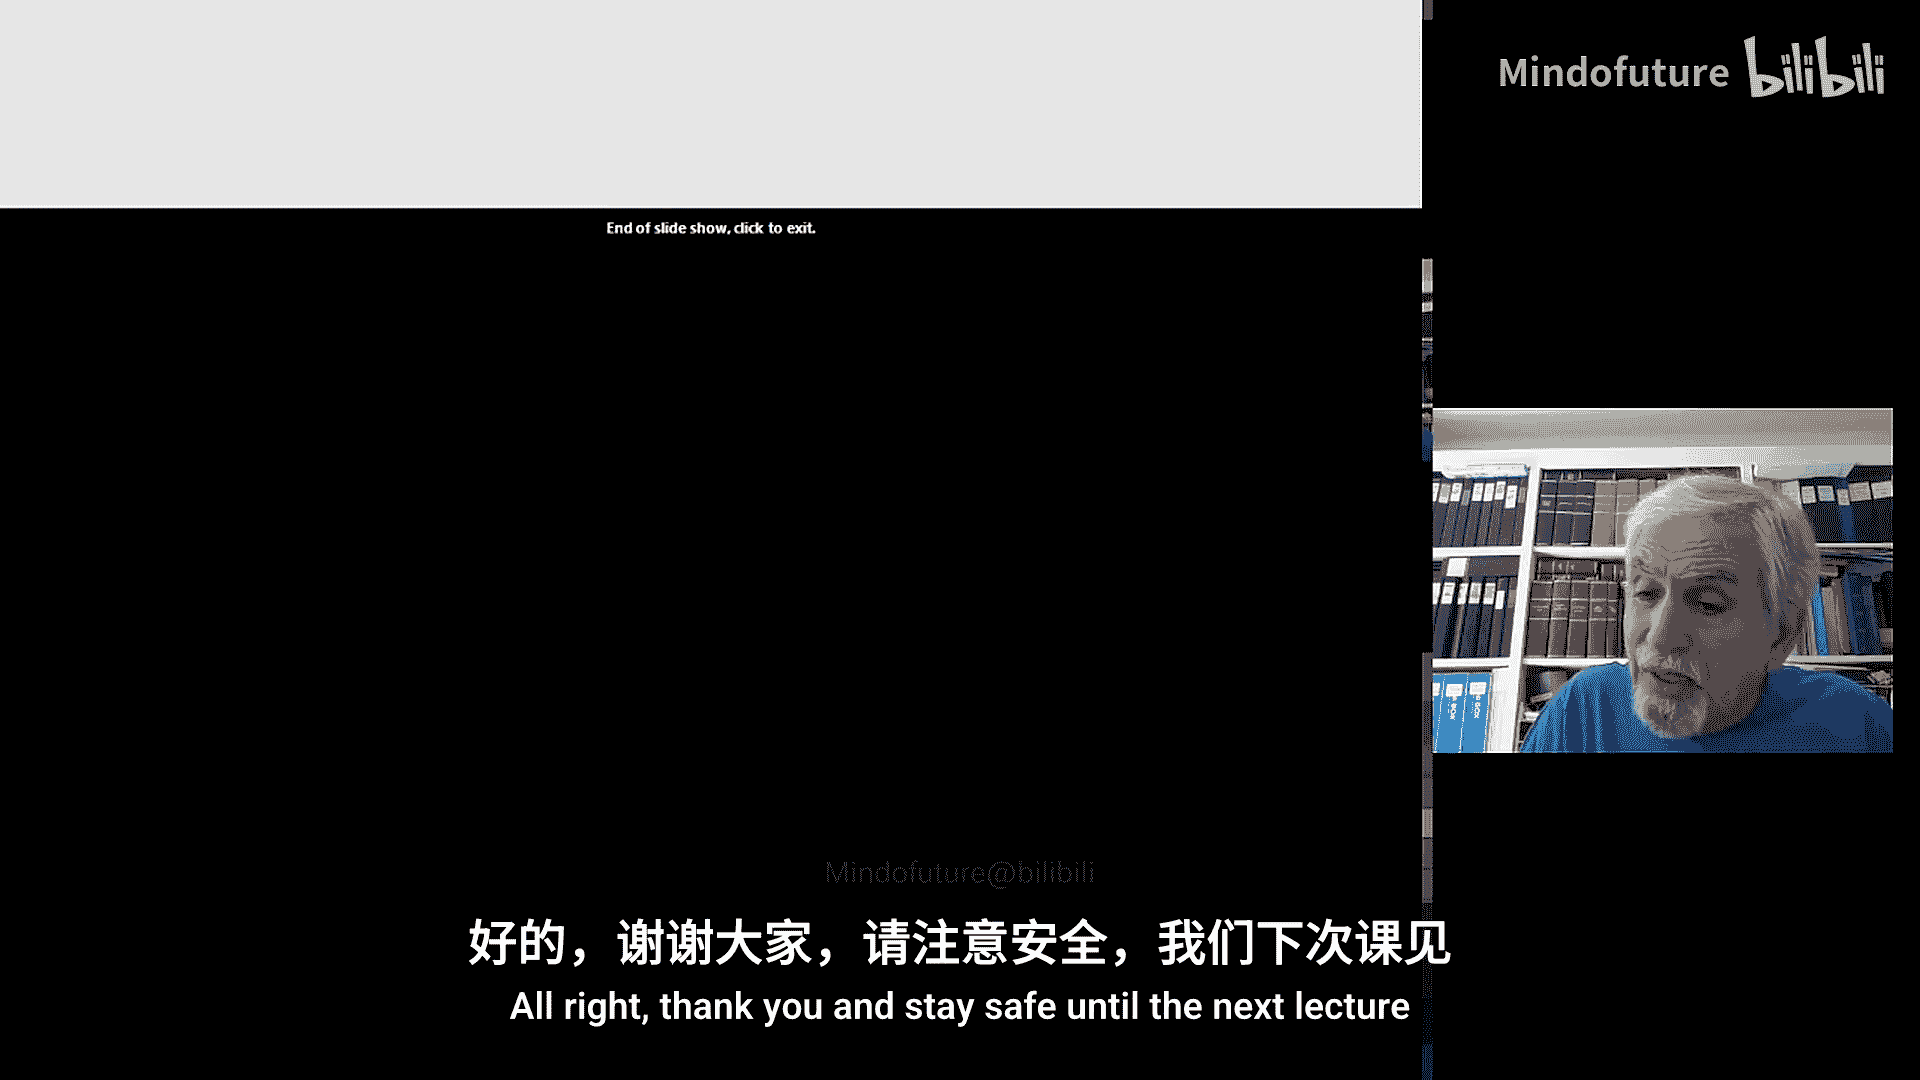 Mindofuture bilibili
End of slide show, click to exit.
Mindofuture@bilibili
好的，谢谢大家，请注意安全，我们下次课见
All right, thank you and stay safe until the next lecture